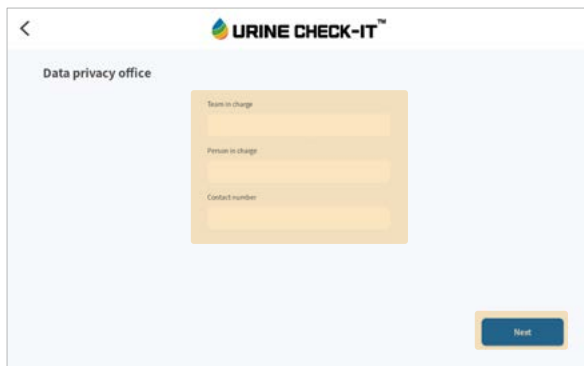 URINE CHECK-IT™
Data privacy office
Team in charge
Person in charge
Contact number
Next